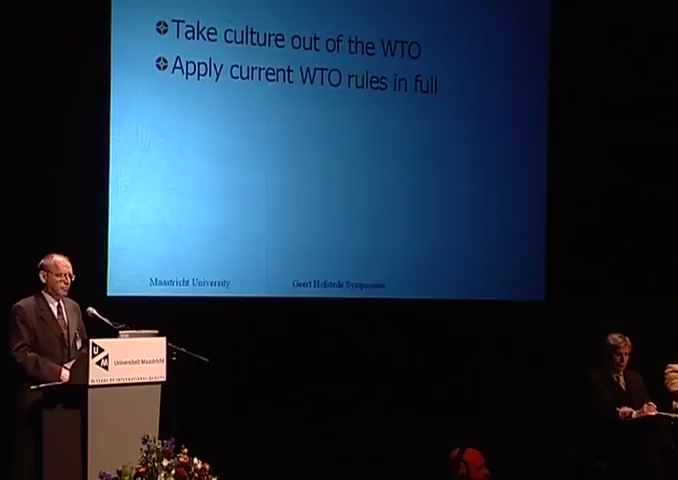 Take culture out of the WTO
Apply current WTO rules in full
Maastricht University
Geert Hofstede Symposium
UM
Universiteit Maastricht